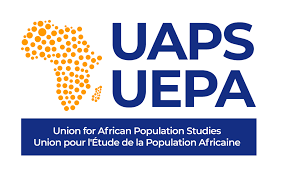 UAPS
UEPA
Union for African Population Studies
Union pour l'Étude de la Population Africaine